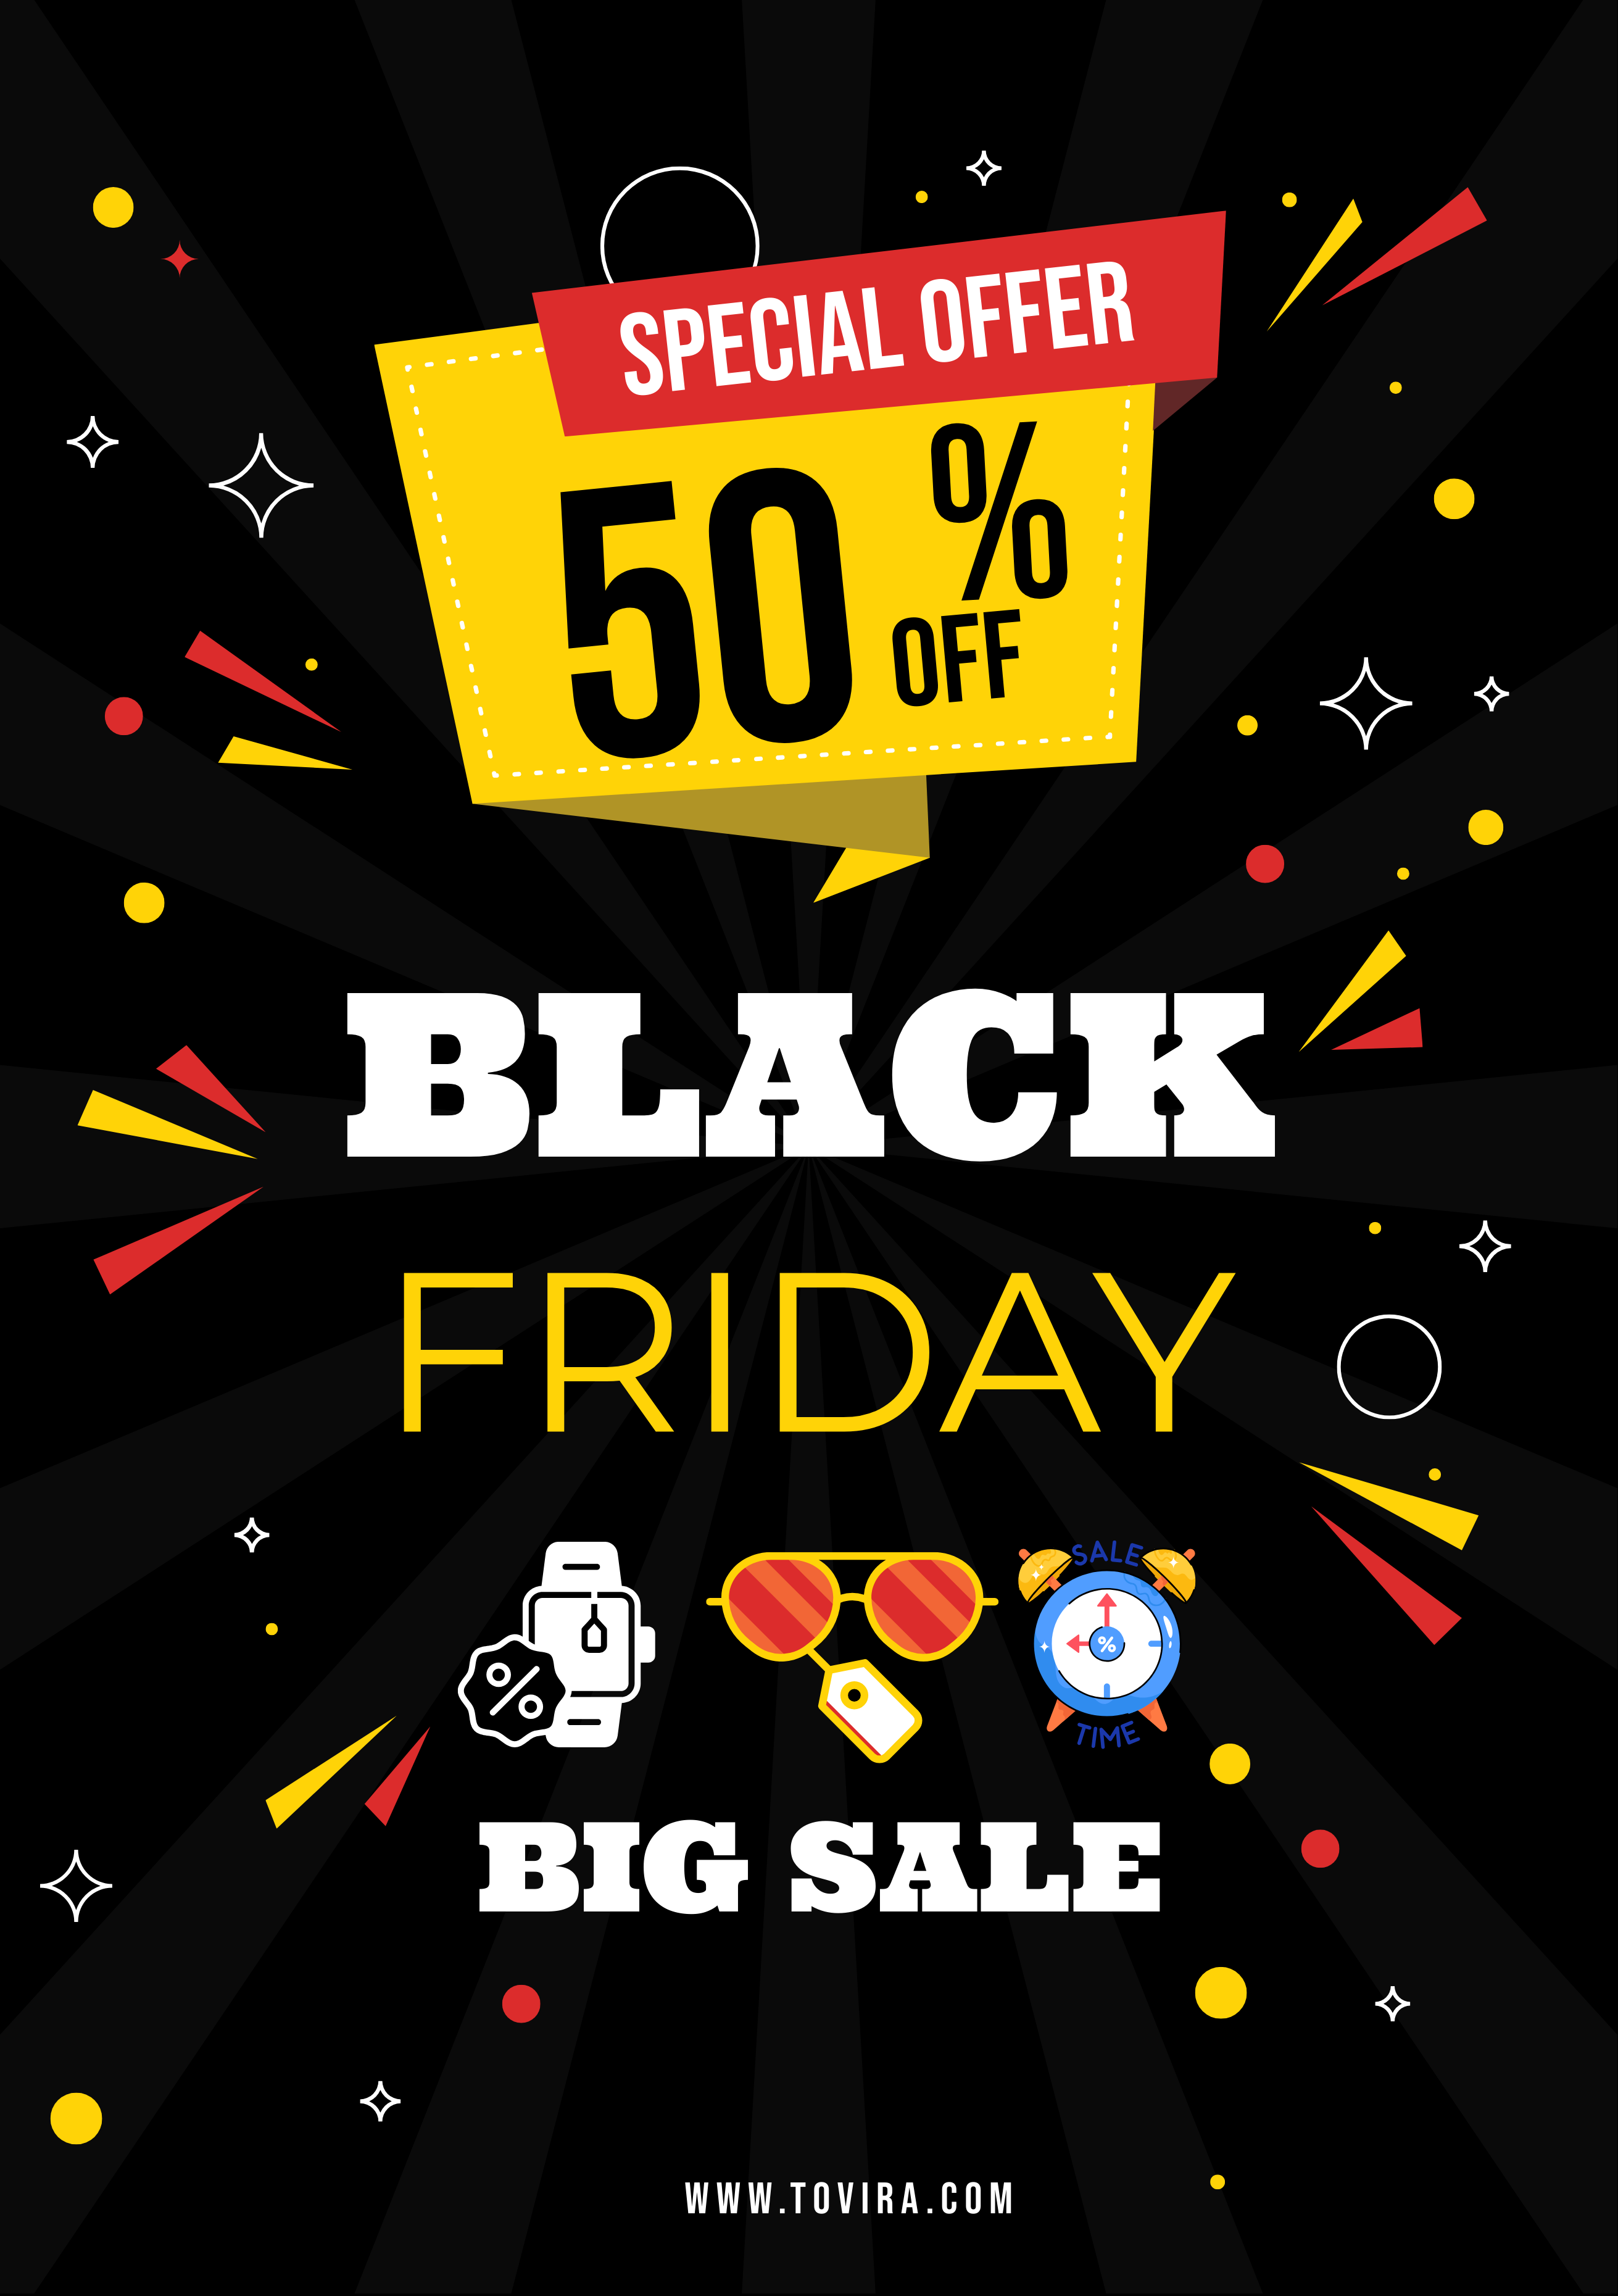 SPECIAL OFFER
50 %
OFF
BLACK
FRIDAY
%
SALE
%
TIME
BIG SALE
WWW.TOVIRA.COM